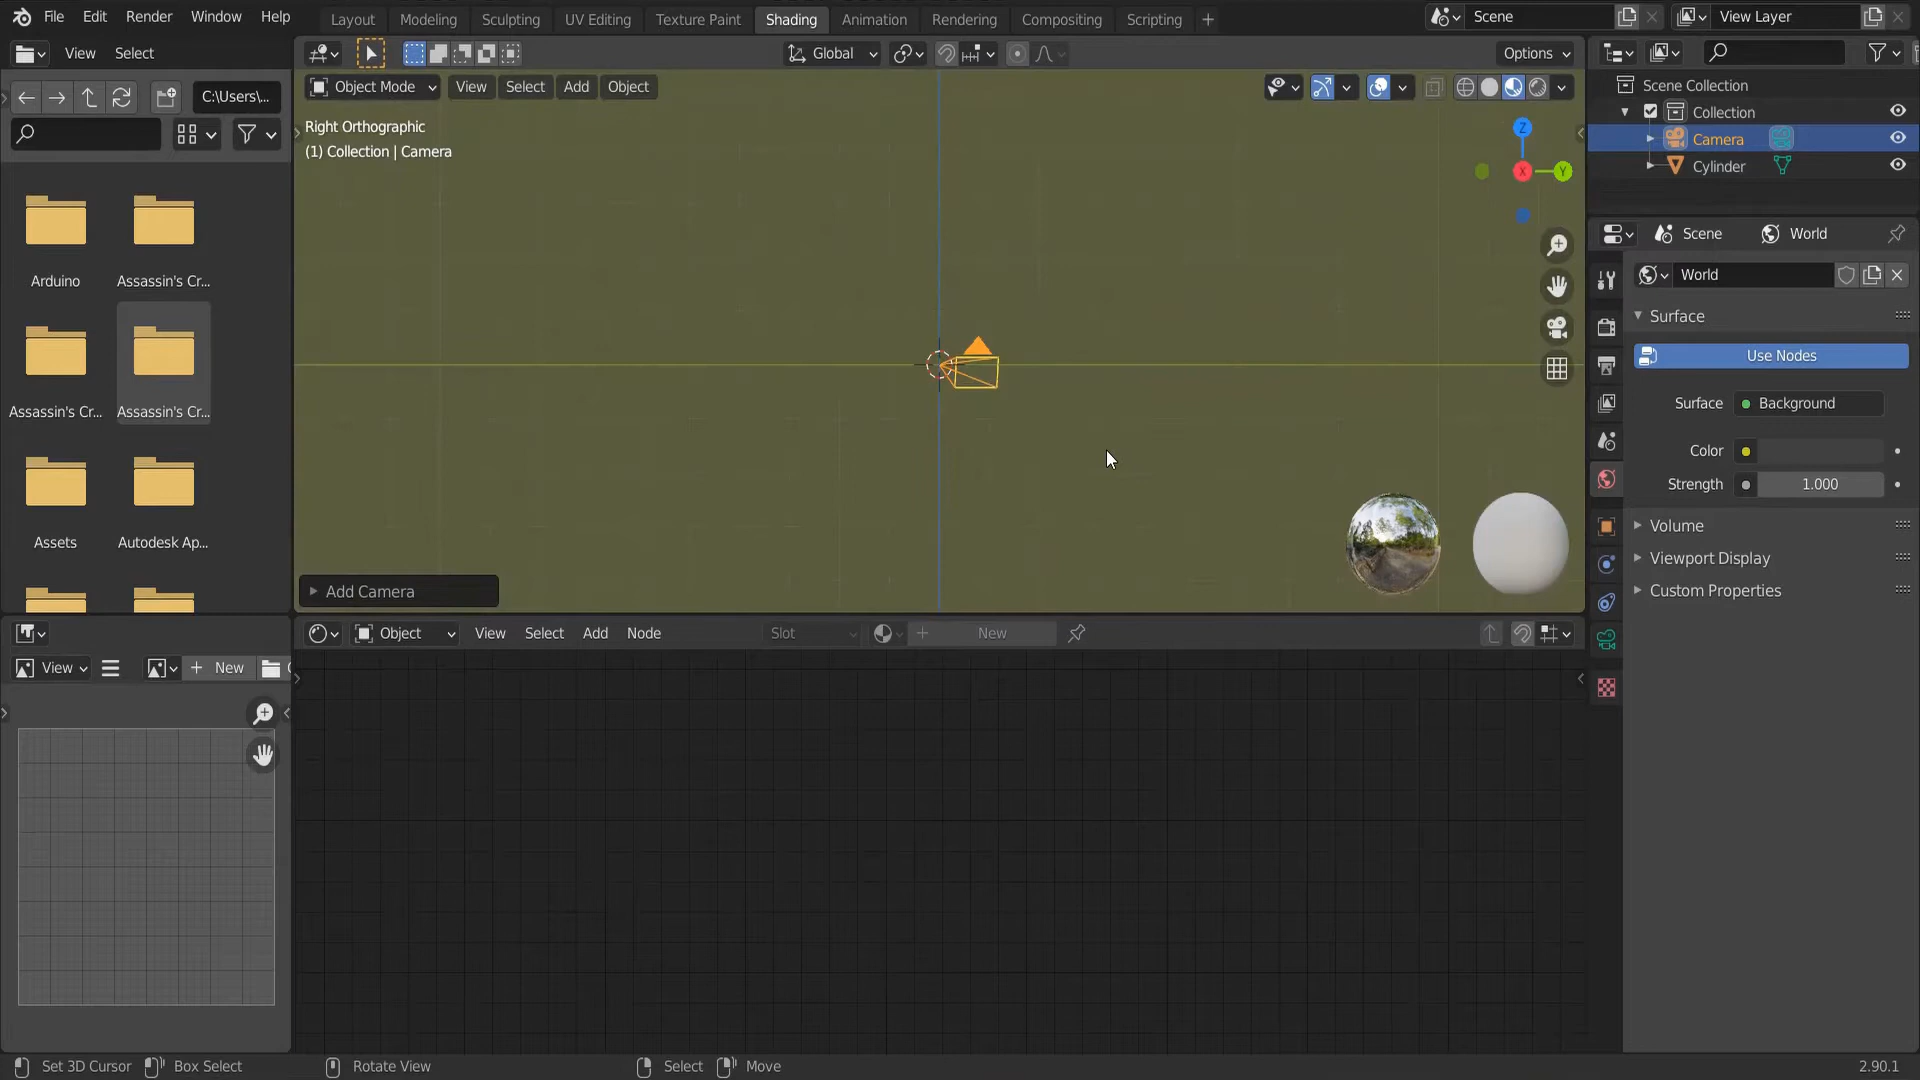 File Edit Render Window Help
Layout Modeling Sculpting UV Editing Texture Paint Shading Animation Rendering Compositing Scripting +
Scene
View Layer
View Select
Global
Options
C:\Users\...
Object Mode View Select Add Object
Right Orthographic
(1) Collection | Camera
Z
X
Y
Scene Collection
Collection
Camera
Cylinder
Scene World
World
Surface
Use Nodes
Surface Background
Color
Strength 1.000
Volume
Viewport Display
Custom Properties
Arduino Assassin's Cr...
Assassin's Cr... Assassin's Cr...
Assets Autodesk Ap...
Add Camera
Object View Select Add Node Slot + New
View + New
Set 3D Cursor Box Select Rotate View Select Move 2.90.1